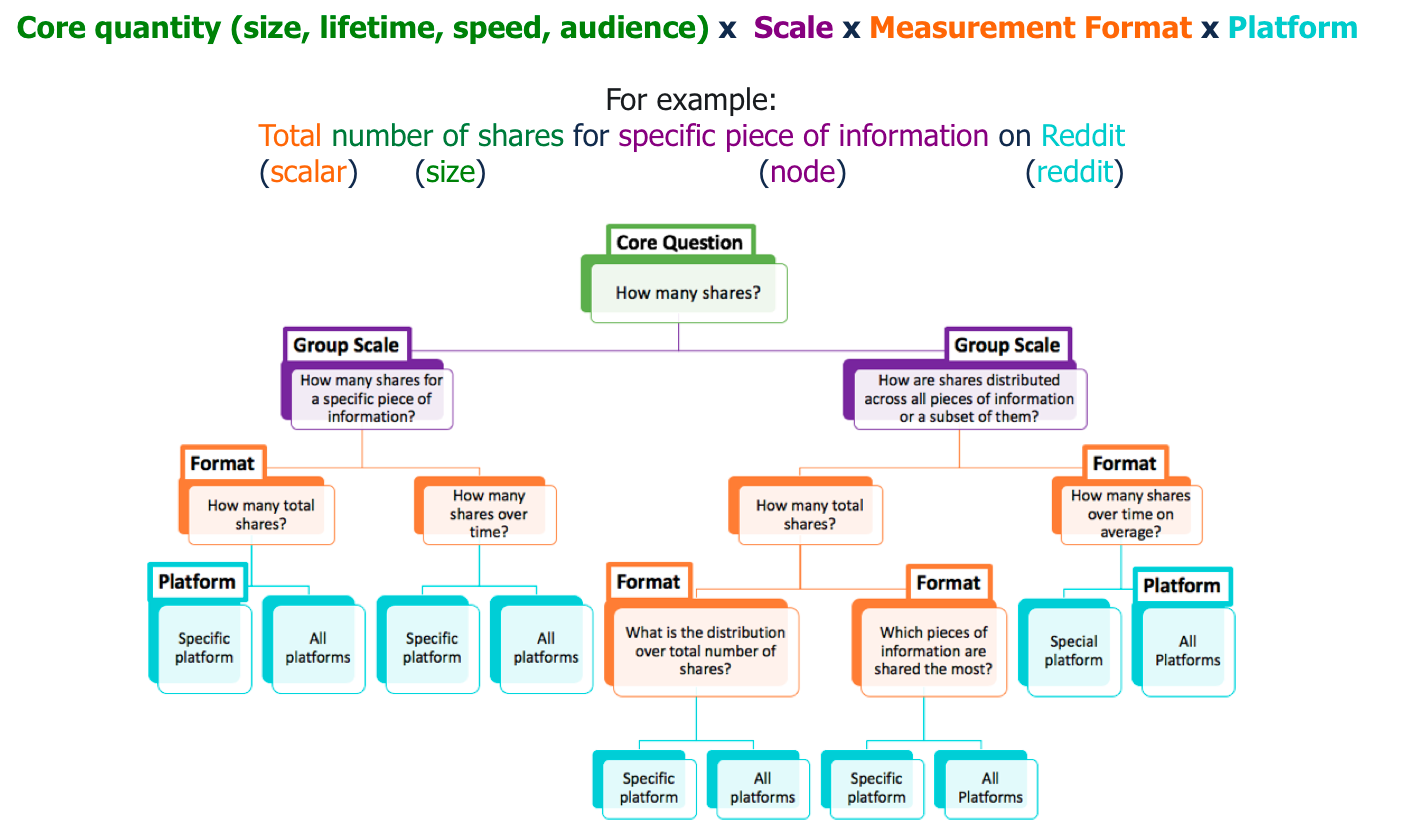 Core quantity (size, lifetime, speed, audience) x Scale x Measurement Format x Platform
For example:
Total number of shares for specific piece of information on Reddit
(scalar) (size) (node) (reddit)
Core Question
How many shares?
Group Scale
How many shares for
a specific piece of
information?
Group Scale
How are shares distributed
across all pieces of information
or a subset of them?
Format
How many total
shares?
How many
shares over
time?
How many total
shares?
Format
How many shares
over time on
average?
Platform
Specific
platform
All
platforms
Specific
platform
All
platforms
Format
What is the distribution
over total number of
shares?
Format
Which pieces of
information are
shared the most?
Special
platform
Platform
All
Platforms
Specific
platform
All
platforms
Specific
platform
All
Platforms